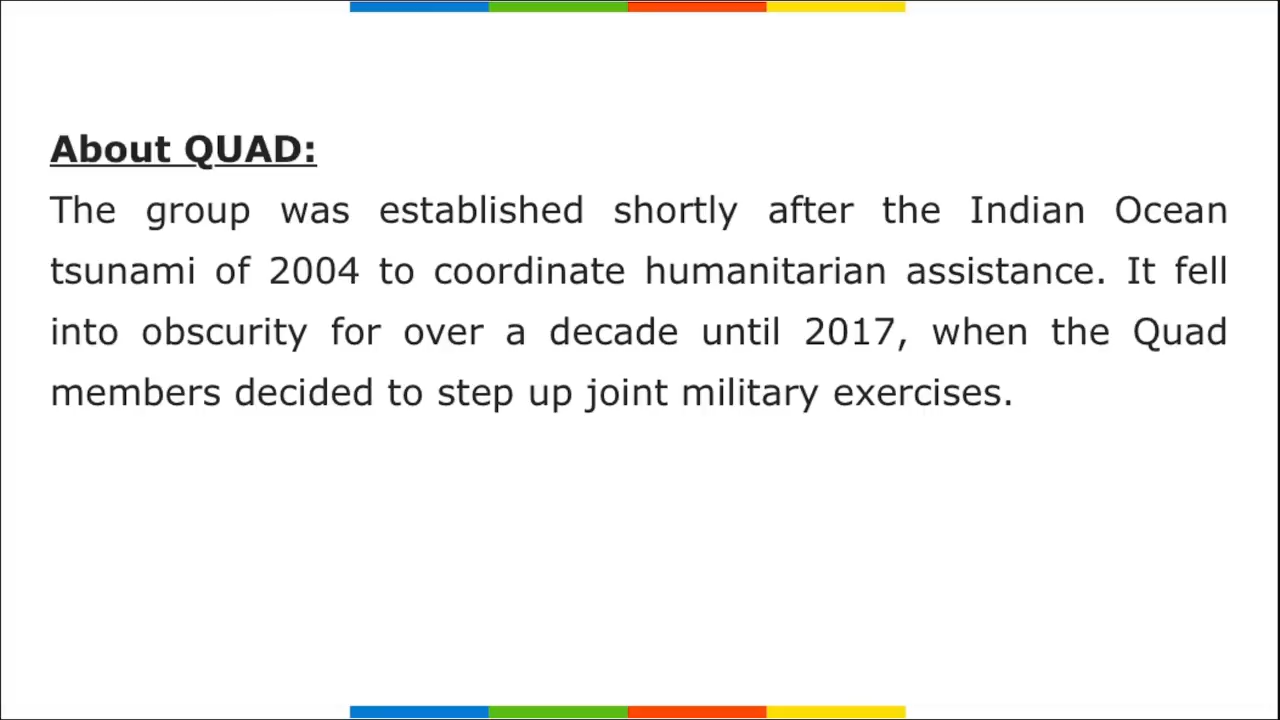 About QUAD:
The group was established shortly after the Indian Ocean
tsunami of 2004 to coordinate humanitarian assistance. It fell
into obscurity for over a decade until 2017, when the Quad
members decided to step up joint military exercises.